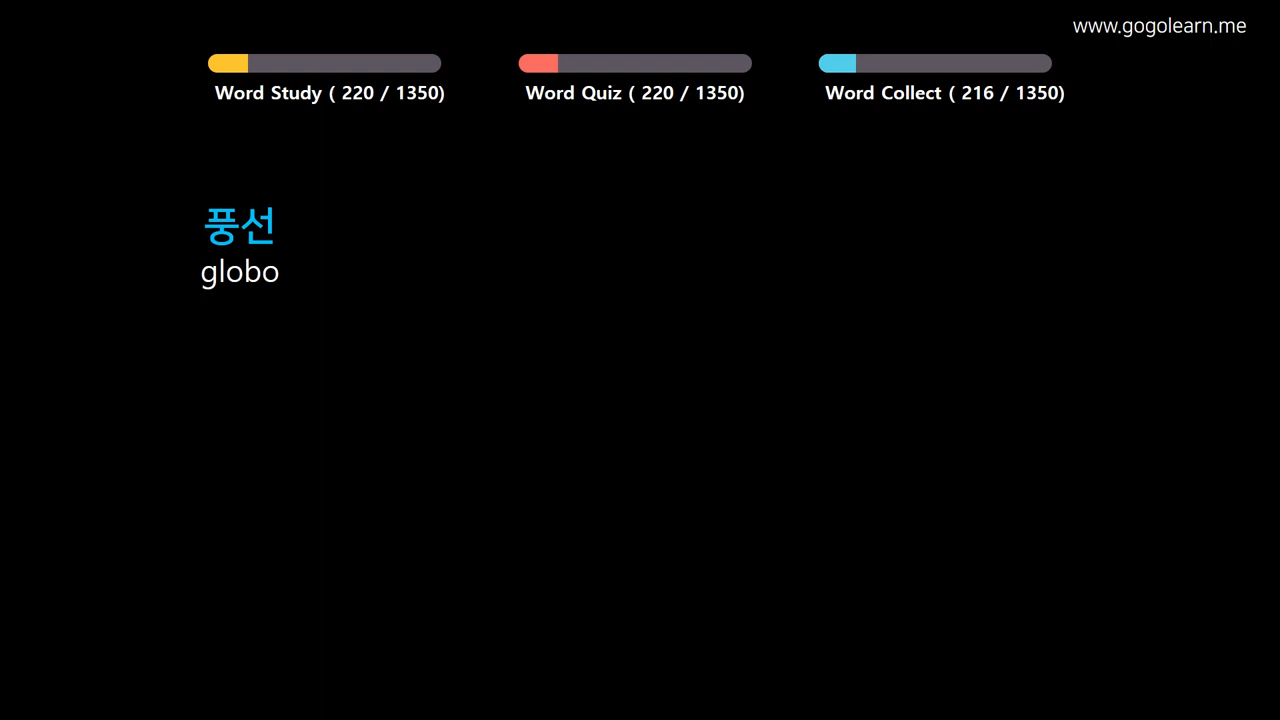 www.gogolearn.me
Word Study ( 220 / 1350)
Word Quiz ( 220 / 1350)
Word Collect ( 216 / 1350)
풍선
globo